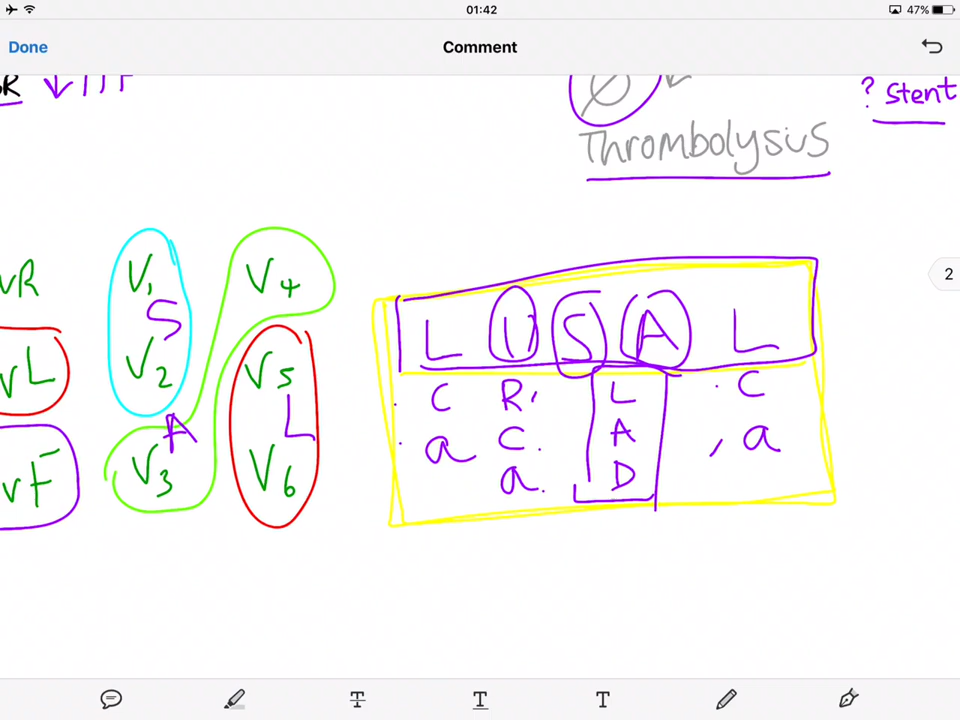 01:42
47%
Done
Comment
? Stent
Thrombolysus
2
vR
V1
V4
S
V2
vL
V5
A
L
V3
vF
V6
L I S A L
C R L C
a C A a
a D